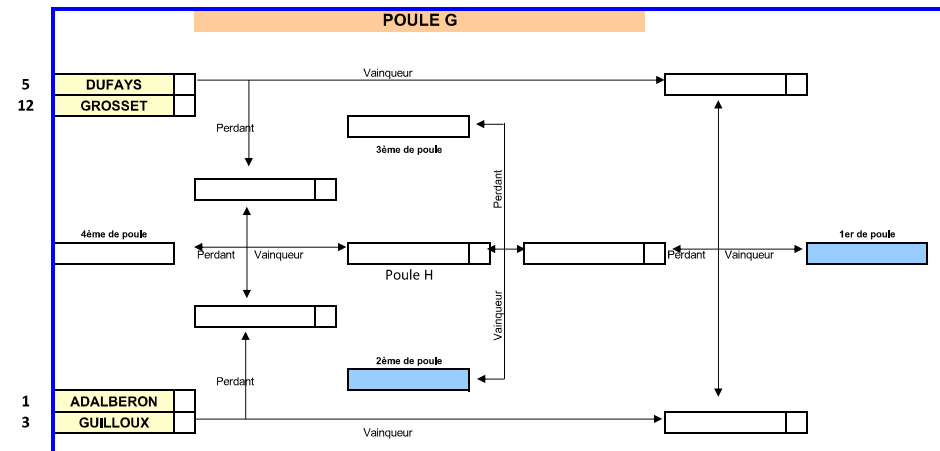 POULE G
Vainqueur
5 DUFAYS
12 GROSSET
Perdant
3ème de poule
Perdant
4ème de poule
1er de poule
Perdant Vainqueur
Perdant Vainqueur
Poule H
Vainqueur
2ème de poule
Perdant
1 ADALBERON
3 GUILLOUX
Vainqueur